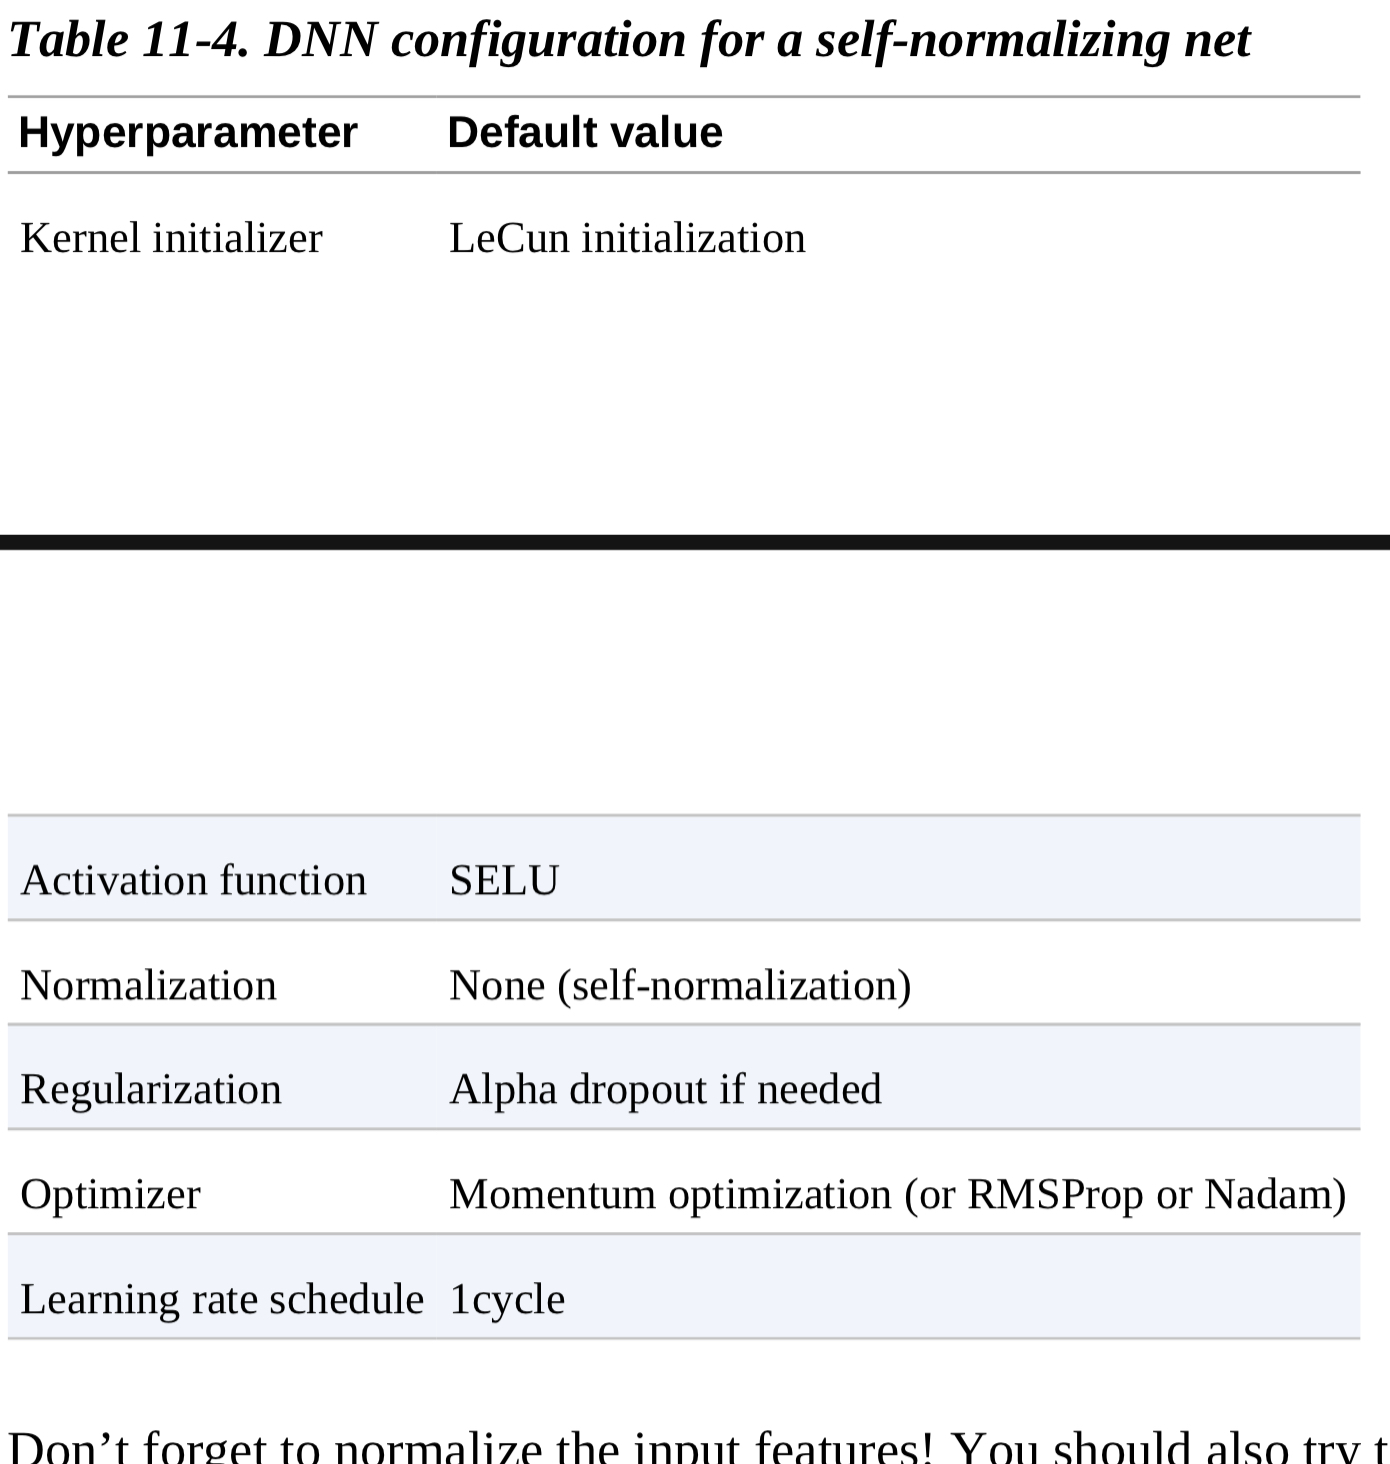 Table 11-4. DNN configuration for a self-normalizing net
Hyperparameter Default value
Kernel initializer LeCun initialization
Activation function SELU
Normalization None (self-normalization)
Regularization Alpha dropout if needed
Optimizer Momentum optimization (or RMSProp or Nadam)
Learning rate schedule 1cycle
Don’t forget to normalize the input features! You should also try